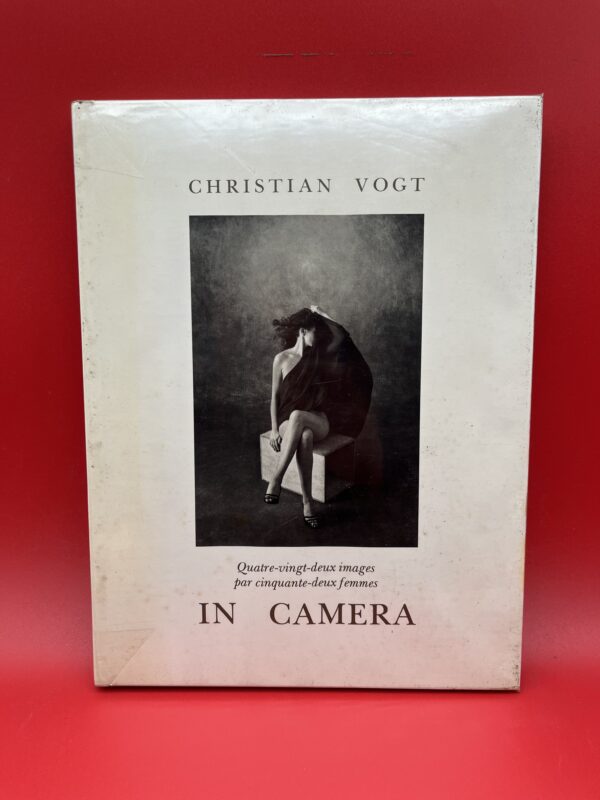 CHRISTIAN VOGT
Quatre-vingt-deux images
par cinquante-deux femmes
IN CAMERA